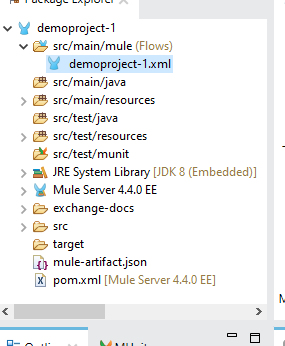 Package Explorer
demoproject-1
src/main/mule (Flows)
demoproject-1.xml
src/main/java
src/main/resources
src/test/java
src/test/resources
src/test/munit
JRE System Library [JDK 8 (Embedded)]
Mule Server 4.4.0 EE
exchange-docs
src
target
mule-artifact.json
pom.xml [Mule Server 4.4.0 EE]
M